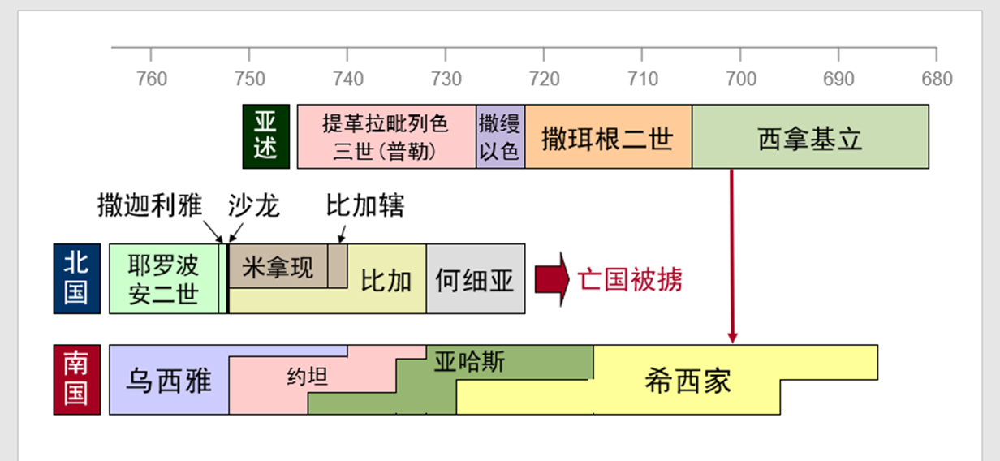 760 750 740 730 720 710 700 690 680
亚述
提革拉毗列色
三世(普勒)
撒缦
以色
撒珥根二世
西拿基立
撒迦利雅
沙龙
比加辖
北国
耶罗波
安二世
米拿现
比加
何细亚
亡国被掳
南国
乌西雅
约坦
亚哈斯
希西家